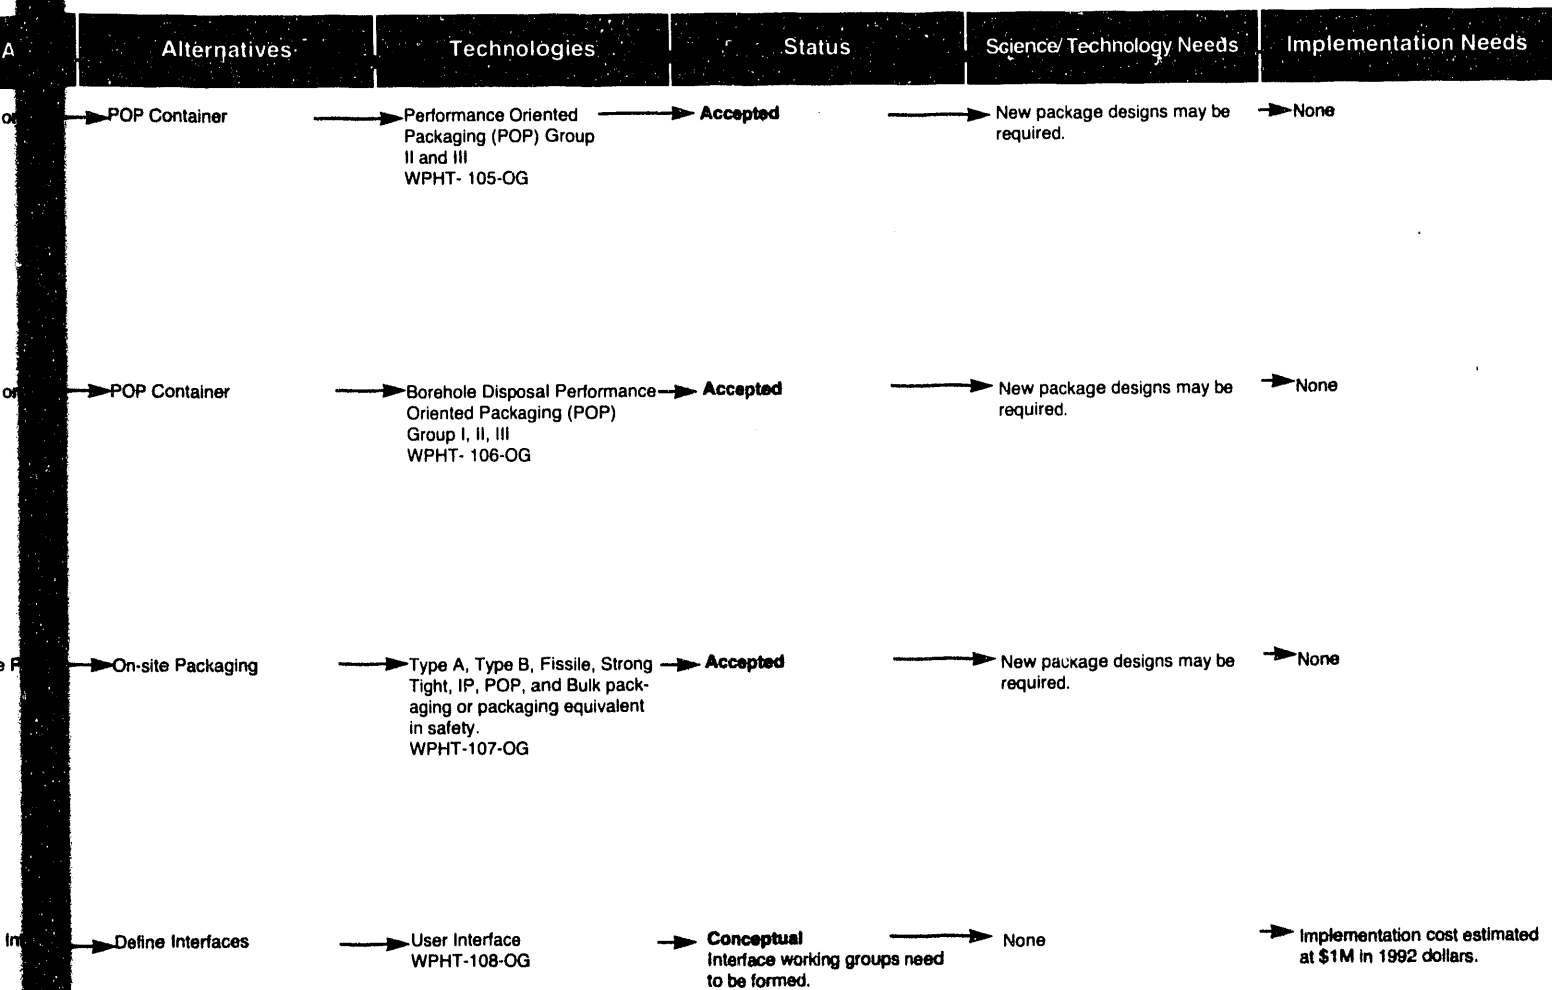 A Alternatives Technologies Status Science/Technology Needs Implementation Needs
or POP Container Performance Oriented Accepted New package designs may be None
Packaging (POP) Group required.
II and III
WPHT- 105-OG
or POP Container Borehole Disposal Performance Accepted New package designs may be None
Oriented Packaging (POP) required.
Group I, II, III
WPHT- 106-OG
On-site Packaging Type A, Type B, Fissile, Strong Accepted New package designs may be None
Tight, IP, POP, and Bulk pack- required.
aging or packaging equivalent
in safety.
WPHT-107-OG
Define Interfaces User Interface Conceptual None Implementation cost estimated
WPHT-108-OG Interface working groups need at $1M in 1992 dollars.
to be formed.